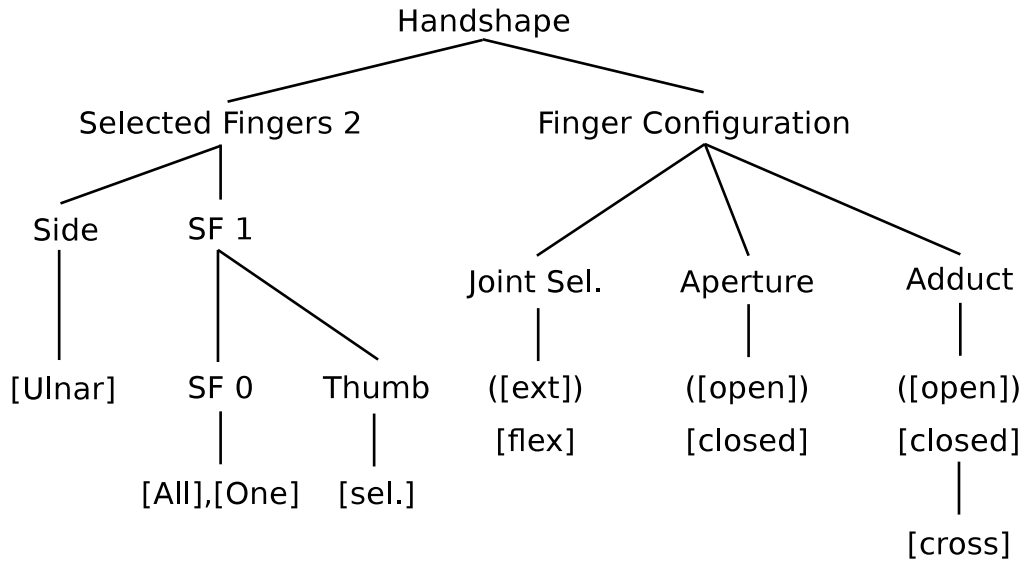 Handshape
Selected Fingers 2 Finger Configuration
Side SF 1
Joint Sel. Aperture Adduct
[Ulnar] SF 0 Thumb ([ext]) ([open]) ([open])
[flex] [closed] [closed]
[All],[One] [sel.]
[cross]